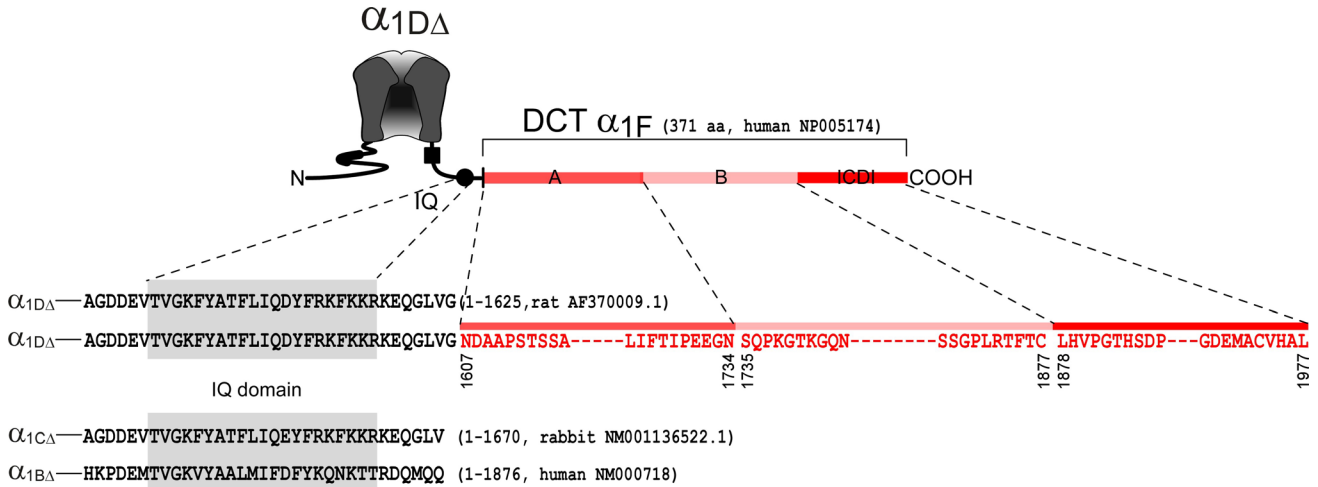 α1DΔ
DCT α1F (371 aa, human NP005174)
N
IQ
A
B
ICDI
COOH
α1DΔ AGDDEVTVGKFYATFLIQDYFRKFKKRKEQGLVG (1-1625,rat AF370009.1)
α1DΔ AGDDEVTVGKFYATFLIQDYFRKFKKRKEQGLVG NDAAPSTSSA-----LIFTIPEEGN SQPKGTKGQN--------SSGPLRTFTC LHVPGTHSDP---GDEMACVHAL
1607 1734 1735 1877 1878 1977
IQ domain
α1CΔ AGDDEVTVGKFYATFLIQEYFRKFKKRKEQGLV (1-1670, rabbit NM001136522.1)
α1BΔ HKPDEMTVGKVYAALMIFDFYKQNKTTRDQMQQ (1-1876, human NM000718)